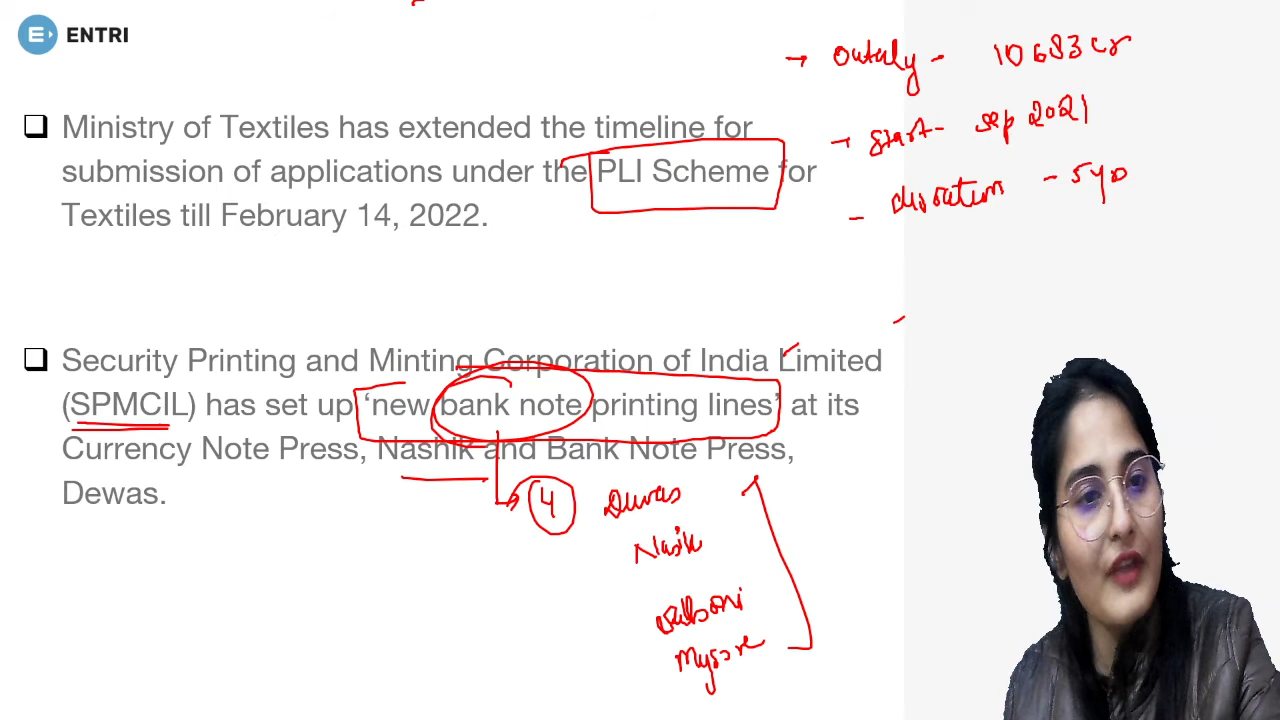 ENTRI
→ Outaly - 10683 cr
Ministry of Textiles has extended the timeline for
→ Start - Sep 2021
submission of applications under the PLI Scheme for
- duration - 5yo
Textiles till February 14, 2022.
Security Printing and Minting Corporation of India Limited
(SPMCIL) has set up ‘new bank note printing lines’ at its
Currency Note Press, Nashik and Bank Note Press,
Dewas.
4 Dewas
Nasik
Salboni
Mysore